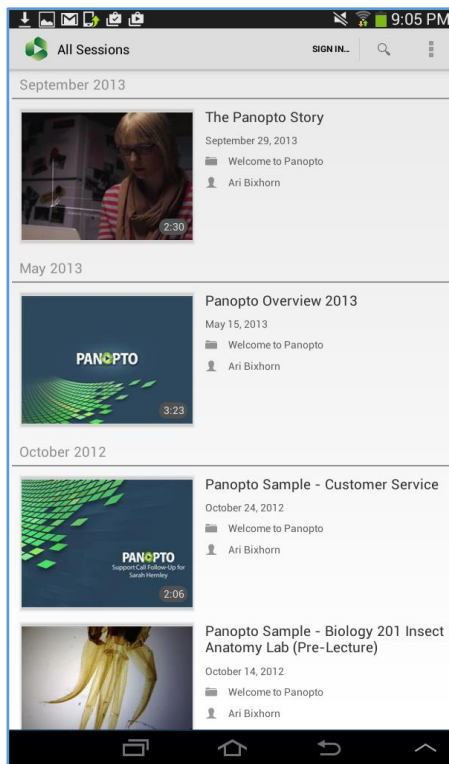 9:05 PM
All Sessions
SIGN IN...
September 2013
The Panopto Story
September 29, 2013
Welcome to Panopto
Ari Bixhorn
2:30
May 2013
Panopto Overview 2013
May 15, 2013
Welcome to Panopto
Ari Bixhorn
PANOPTO
3:23
October 2012
Panopto Sample - Customer Service
October 24, 2012
Welcome to Panopto
Ari Bixhorn
PANOPTO
Support Call Follow-Up for
Sarah Hernley
2:06
Panopto Sample - Biology 201 Insect
Anatomy Lab (Pre-Lecture)
October 14, 2012
Welcome to Panopto
Ari Bixhorn